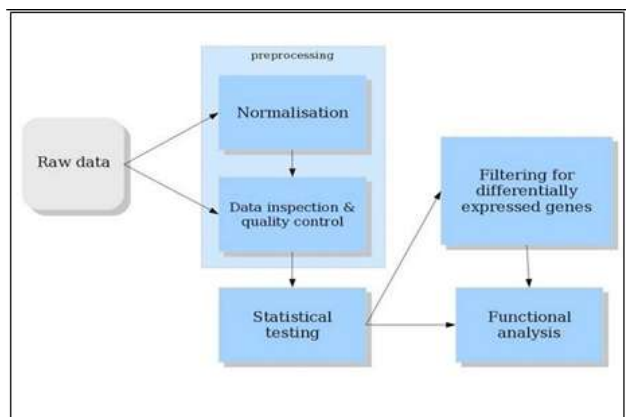 preprocessing
Normalisation
Raw data
Data inspection &
quality control
Filtering for
differentially
expressed genes
Statistical
testing
Functional
analysis